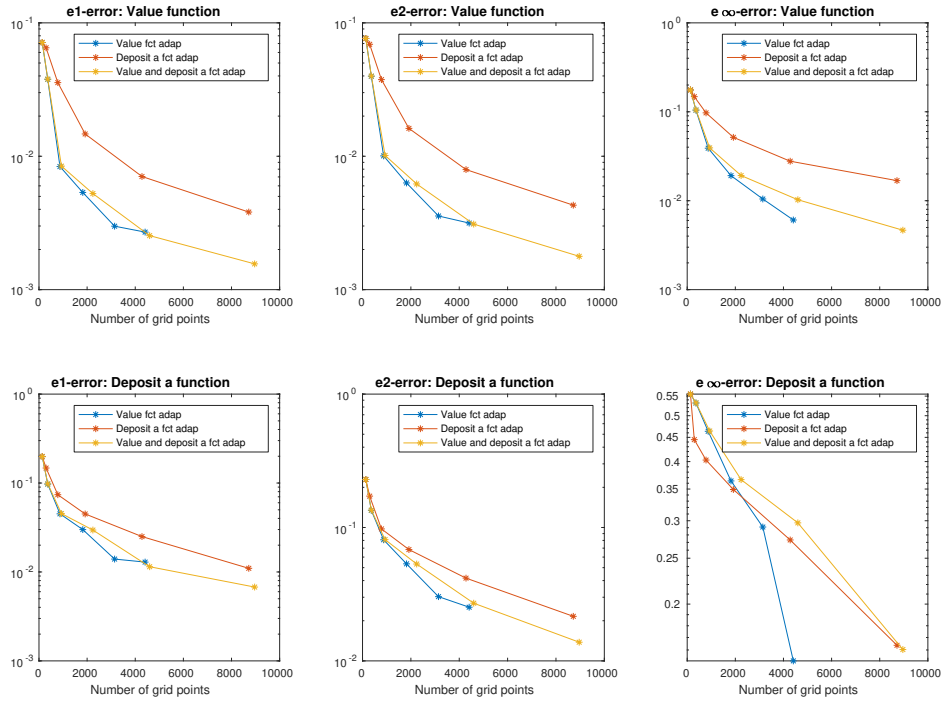 e1-error: Value function
10^-1
10^-2
10^-3
0 2000 4000 6000 8000 10000
Number of grid points
Value fct adap
Deposit a fct adap
Value and deposit a fct adap
e2-error: Value function
10^-1
10^-2
10^-3
0 2000 4000 6000 8000 10000
Number of grid points
Value fct adap
Deposit a fct adap
Value and deposit a fct adap
e ∞-error: Value function
10^0
10^-1
10^-2
10^-3
0 2000 4000 6000 8000 10000
Number of grid points
Value fct adap
Deposit a fct adap
Value and deposit a fct adap
e1-error: Deposit a function
10^0
10^-1
10^-2
10^-3
0 2000 4000 6000 8000 10000
Number of grid points
Value fct adap
Deposit a fct adap
Value and deposit a fct adap
e2-error: Deposit a function
10^0
10^-1
10^-2
0 2000 4000 6000 8000 10000
Number of grid points
Value fct adap
Deposit a fct adap
Value and deposit a fct adap
e ∞-error: Deposit a function
0.55
0.5
0.45
0.4
0.35
0.3
0.25
0.2
0 2000 4000 6000 8000 10000
Number of grid points
Value fct adap
Deposit a fct adap
Value and deposit a fct adap